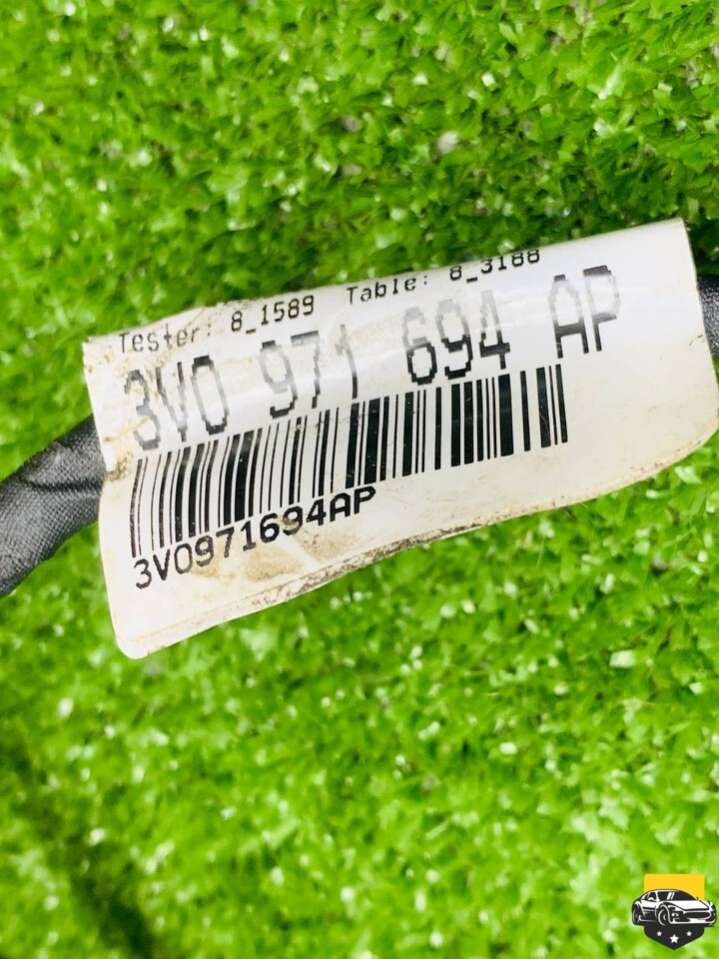 Tester: 8_1589 Table: 8_3188
3V0 971 694 AP
3V0971694AP